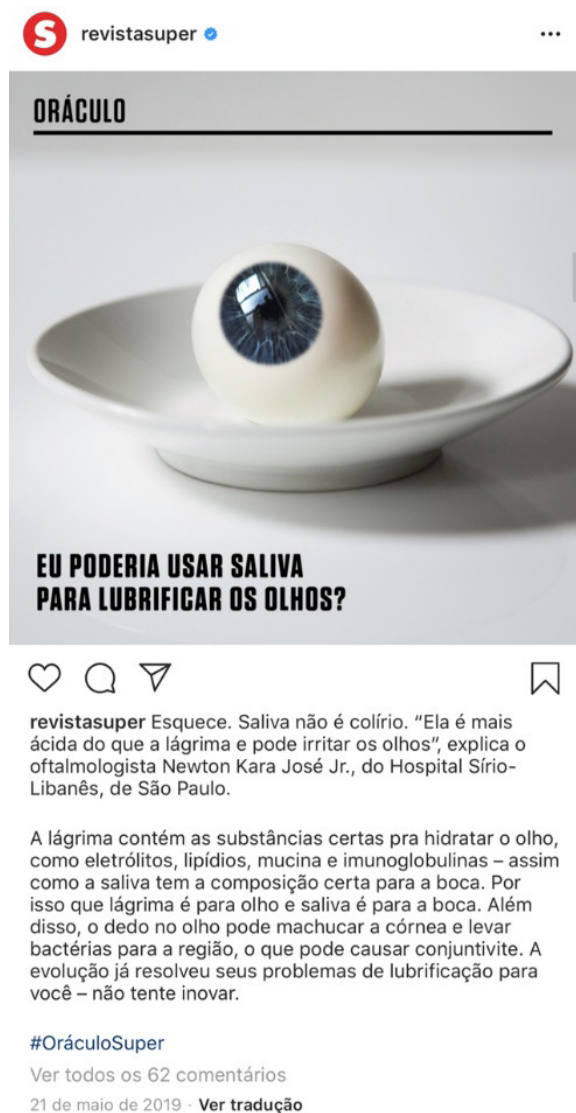 S
revistasuper
...
ORÁCULO
EU PODERIA USAR SALIVA
PARA LUBRIFICAR OS OLHOS?
revistasuper Esquece. Saliva não é colírio. “Ela é mais
ácida do que a lágrima e pode irritar os olhos”, explica o
oftalmologista Newton Kara José Jr., do Hospital Sírio-
Libanês, de São Paulo.
A lágrima contém as substâncias certas pra hidratar o olho,
como eletrólitos, lipídios, mucina e imunoglobulinas – assim
como a saliva tem a composição certa para a boca. Por
isso que lágrima é para olho e saliva é para a boca. Além
disso, o dedo no olho pode machucar a córnea e levar
bactérias para a região, o que pode causar conjuntivite. A
evolução já resolveu seus problemas de lubrificação para
você – não tente inovar.
#OráculoSuper
Ver todos os 62 comentários
21 de maio de 2019 · Ver tradução